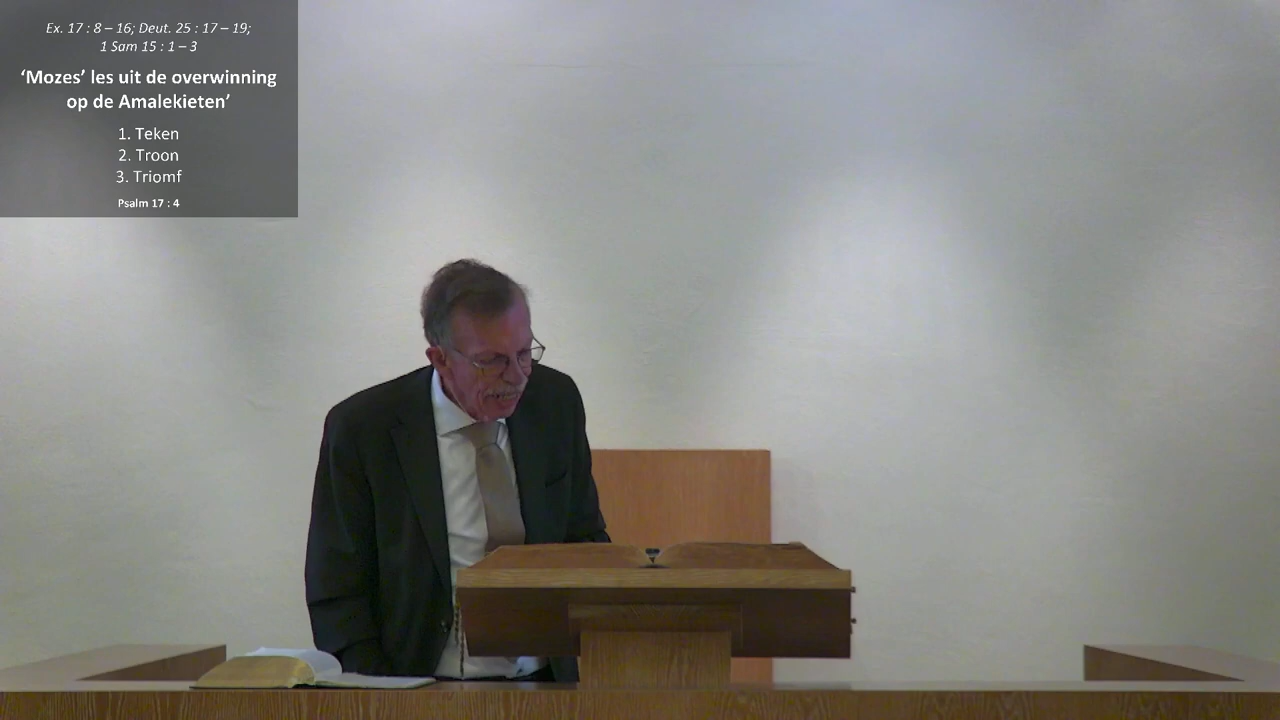 Ex. 17 : 8 – 16; Deut. 25 : 17 – 19;
1 Sam 15 : 1 – 3
‘Mozes’ les uit de overwinning
op de Amalekieten’
1. Teken
2. Troon
3. Triomf
Psalm 17 : 4